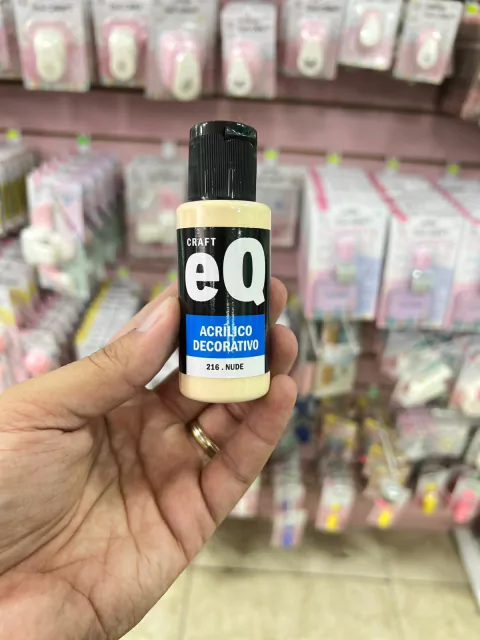 CRAFT
eQ
ACRÍLICO
DECORATIVO
216 . NUDE